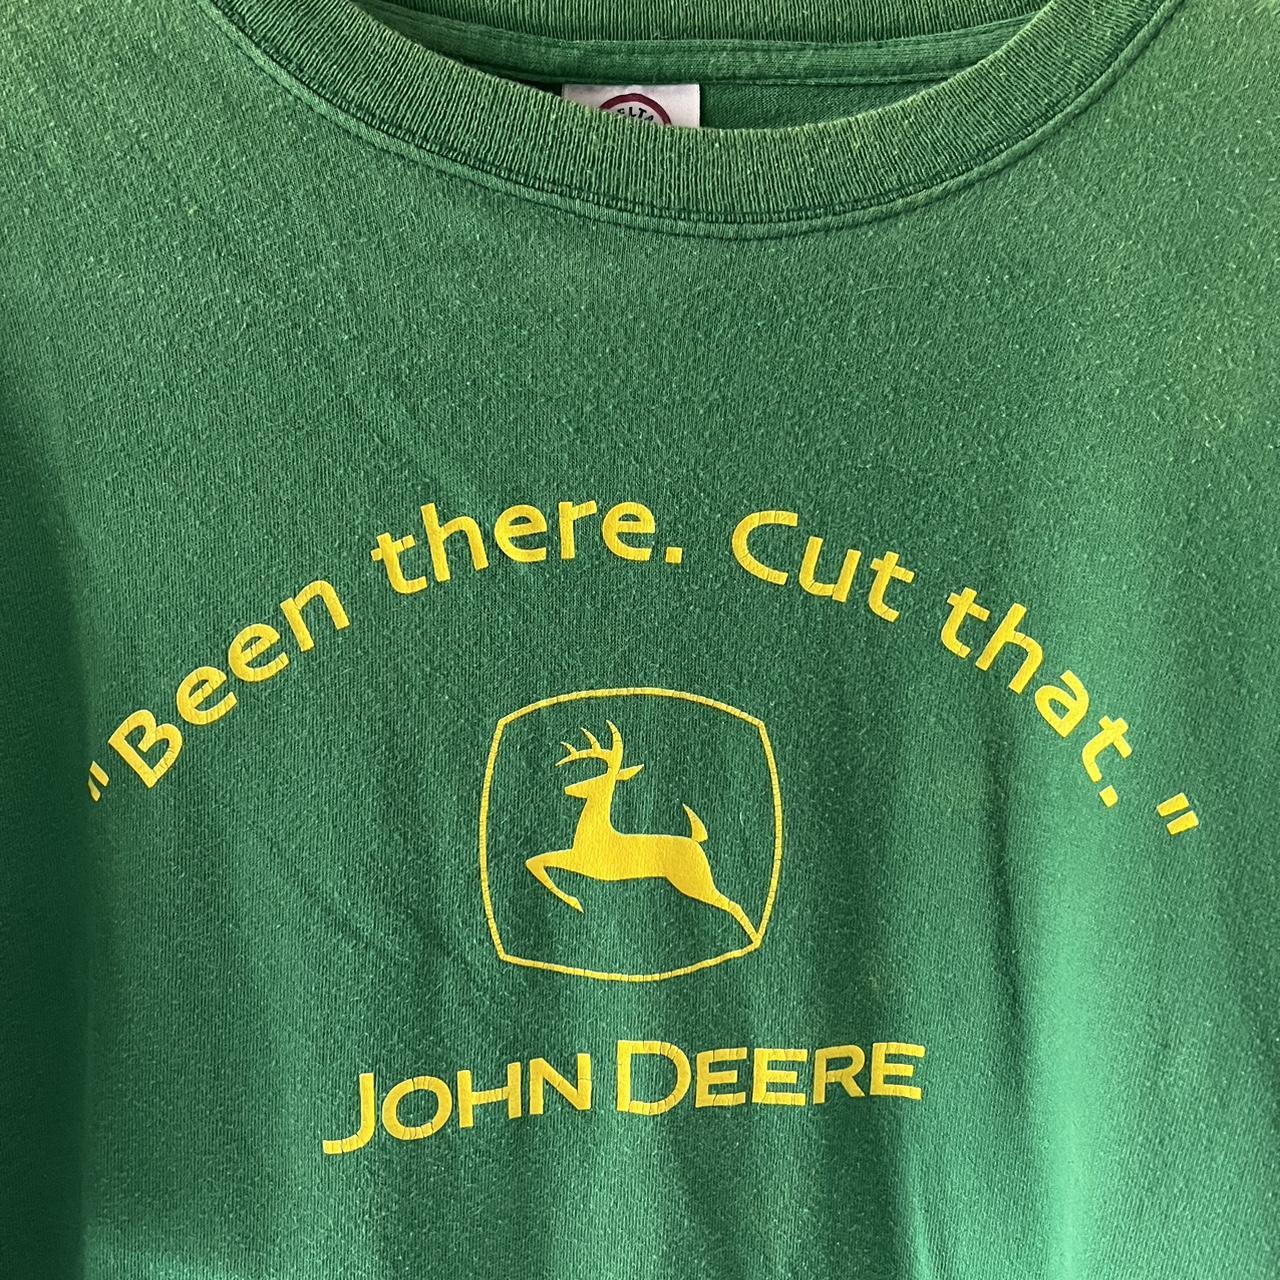 "Been there. Cut that."
JOHN DEERE